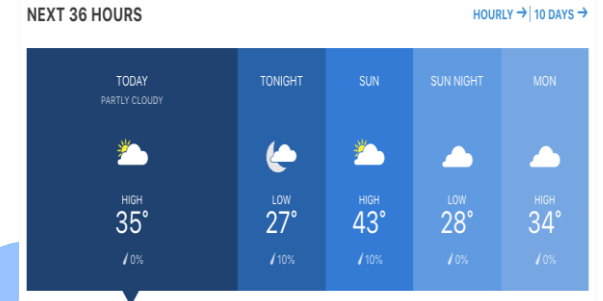 NEXT 36 HOURS
HOURLY → | 10 DAYS →
TODAY
PARTLY CLOUDY
HIGH
35°
0%
TONIGHT
LOW
27°
10%
SUN
HIGH
43°
10%
SUN NIGHT
LOW
28°
0%
MON
HIGH
34°
0%